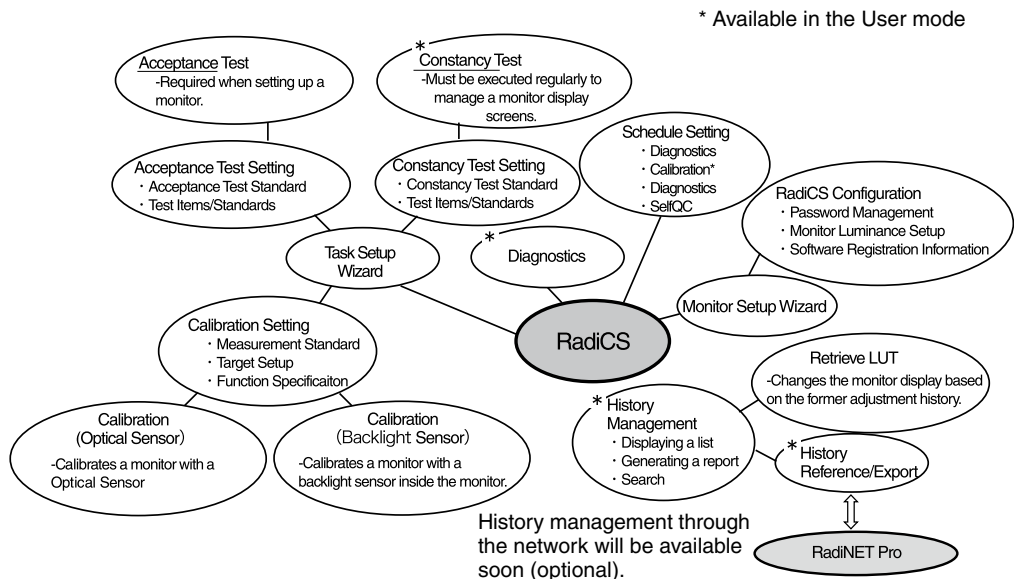 * Available in the User mode
Acceptance Test
-Required when setting up a
monitor.
*
Constancy Test
-Must be executed regularly to
manage a monitor display
screens.
Acceptance Test Setting
・Acceptance Test Standard
・Test Items/Standards
Constancy Test Setting
・Constancy Test Standard
・Test Items/Standards
Schedule Setting
・Diagnostics
・Calibration*
・Diagnostics
・SelfQC
RadiCS Configuration
・Password Management
・Monitor Luminance Setup
・Software Registration Information
Task Setup
Wizard
*
Diagnostics
Monitor Setup Wizard
RadiCS
Calibration Setting
・Measurement Standard
・Target Setup
・Function Specificaiton
Calibration
(Optical Sensor)
-Calibrates a monitor with a
Optical Sensor
Calibration
(Backlight Sensor)
-Calibrates a monitor with a
backlight sensor inside the monitor.
Retrieve LUT
-Changes the monitor display based
on the former adjustment history.
* History
Management
・Displaying a list
・Generating a report
・Search
* History
Reference/Export
History management through
the network will be available
soon (optional).
RadiNET Pro